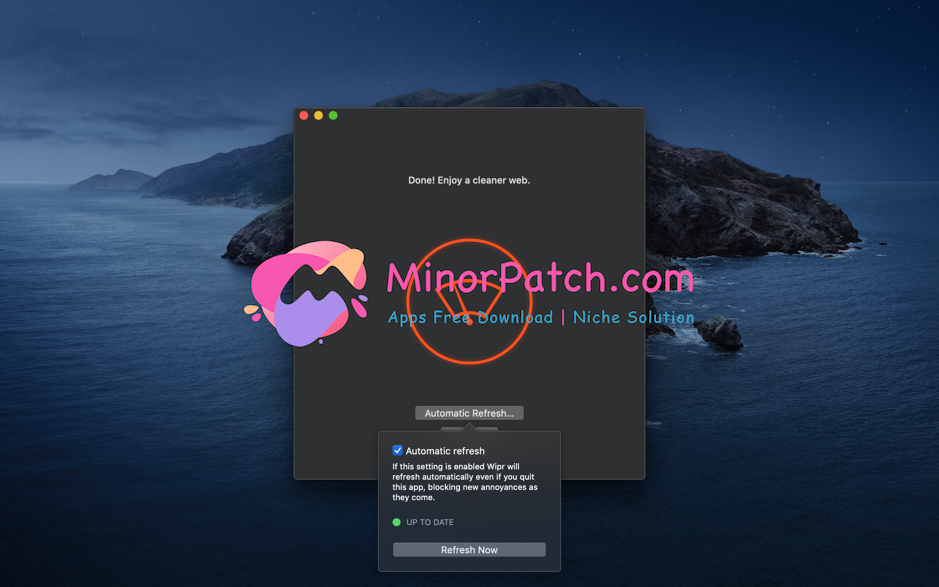 Done! Enjoy a cleaner web.
MinorPatch.com
Apps Free Download | Niche Solution
Automatic Refresh...
Automatic refresh
If this setting is enabled Wipr will
refresh automatically even if you quit
this app, blocking new annoyances as
they come.
UP TO DATE
Refresh Now